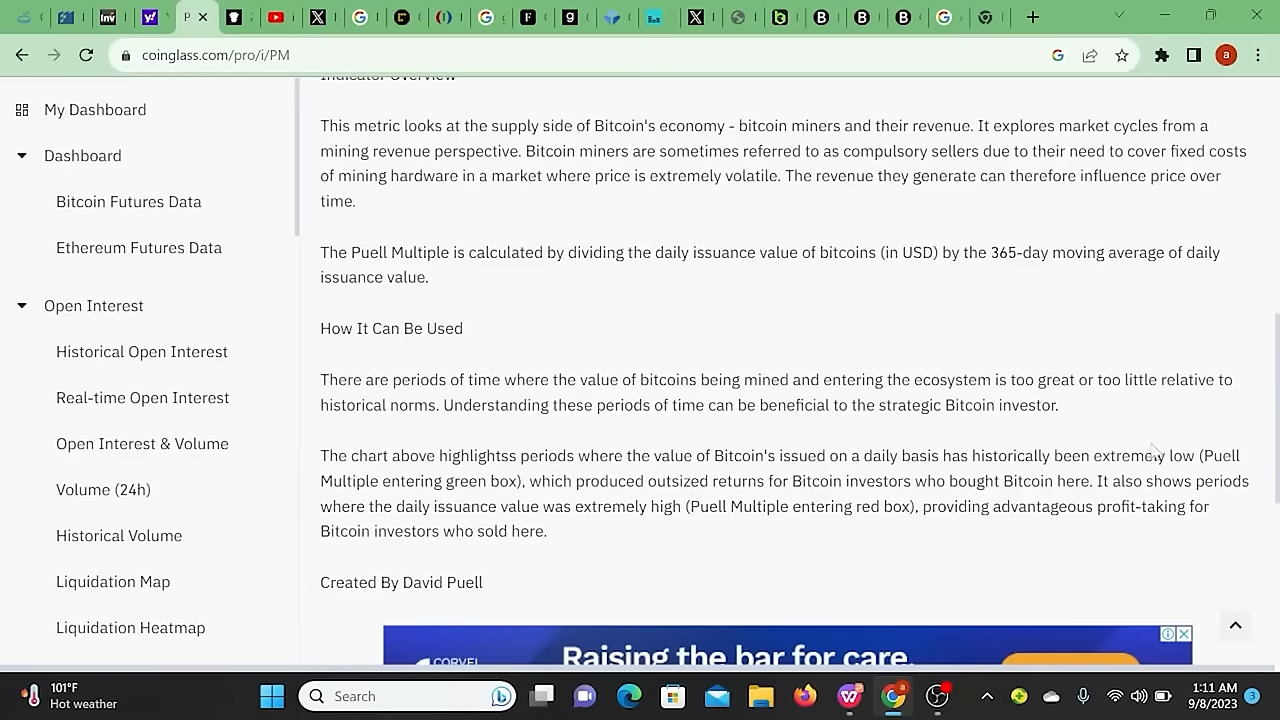 coinglass.com/pro/i/PM
Indicator Overview
My Dashboard
Dashboard
Bitcoin Futures Data
Ethereum Futures Data
Open Interest
Historical Open Interest
Real-time Open Interest
Open Interest & Volume
Volume (24h)
Historical Volume
Liquidation Map
Liquidation Heatmap
This metric looks at the supply side of Bitcoin's economy - bitcoin miners and their revenue. It explores market cycles from a
mining revenue perspective. Bitcoin miners are sometimes referred to as compulsory sellers due to their need to cover fixed costs
of mining hardware in a market where price is extremely volatile. The revenue they generate can therefore influence price over
time.
The Puell Multiple is calculated by dividing the daily issuance value of bitcoins (in USD) by the 365-day moving average of daily
issuance value.
How It Can Be Used
There are periods of time where the value of bitcoins being mined and entering the ecosystem is too great or too little relative to
historical norms. Understanding these periods of time can be beneficial to the strategic Bitcoin investor.
The chart above highlightss periods where the value of Bitcoin's issued on a daily basis has historically been extremely low (Puell
Multiple entering green box), which produced outsized returns for Bitcoin investors who bought Bitcoin here. It also shows periods
where the daily issuance value was extremely high (Puell Multiple entering red box), providing advantageous profit-taking for
Bitcoin investors who sold here.
Created By David Puell
CORVEL
Raising the bar for care.
101°F
Hot weather
Search
1:11 AM
9/8/2023
3